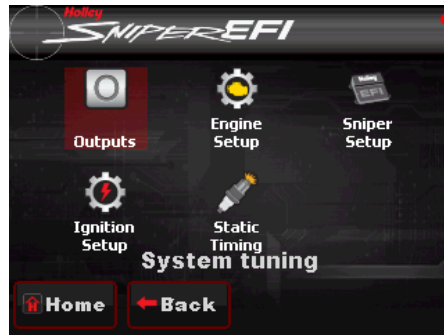 Holley
SNIPER EFI
O
Outputs
Engine
Setup
Holley
EFI
Sniper
Setup
Ignition
Setup
Static
Timing
System tuning
H Home
Back